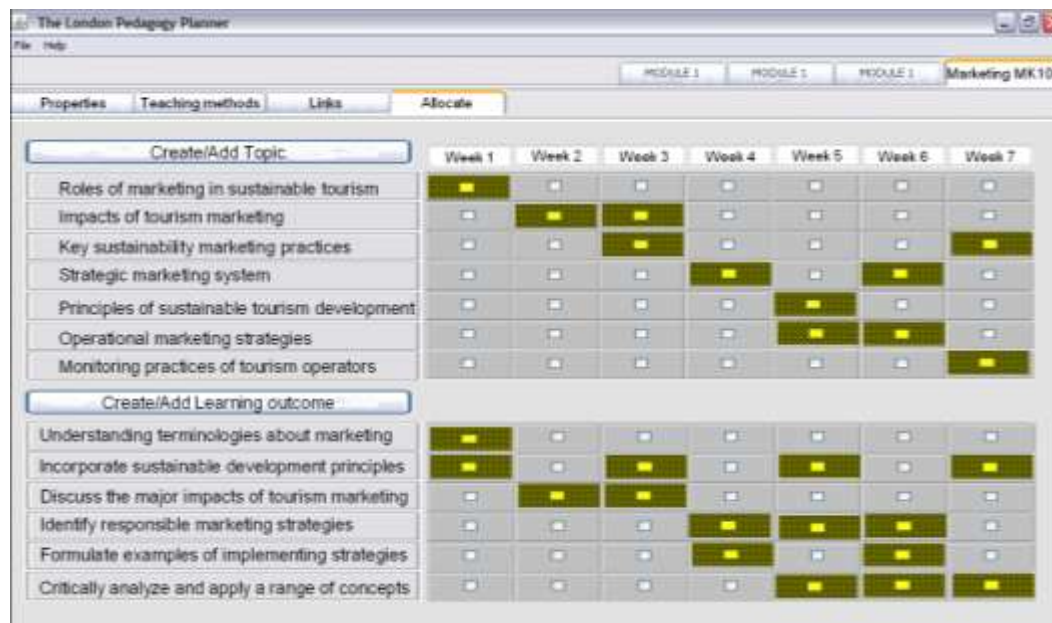 The London Pedagogy Planner
File Help
MODULE 1 MODULE 1 MODULE 1 Marketing MK10
Properties Teaching methods Links Allocate
Create/Add Topic Week 1 Week 2 Week 3 Week 4 Week 5 Week 6 Week 7
Roles of marketing in sustainable tourism
Impacts of tourism marketing
Key sustainability marketing practices
Strategic marketing system
Principles of sustainable tourism development
Operational marketing strategies
Monitoring practices of tourism operators
Create/Add Learning outcome
Understanding terminologies about marketing
Incorporate sustainable development principles
Discuss the major impacts of tourism marketing
Identify responsible marketing strategies
Formulate examples of implementing strategies
Critically analyze and apply a range of concepts